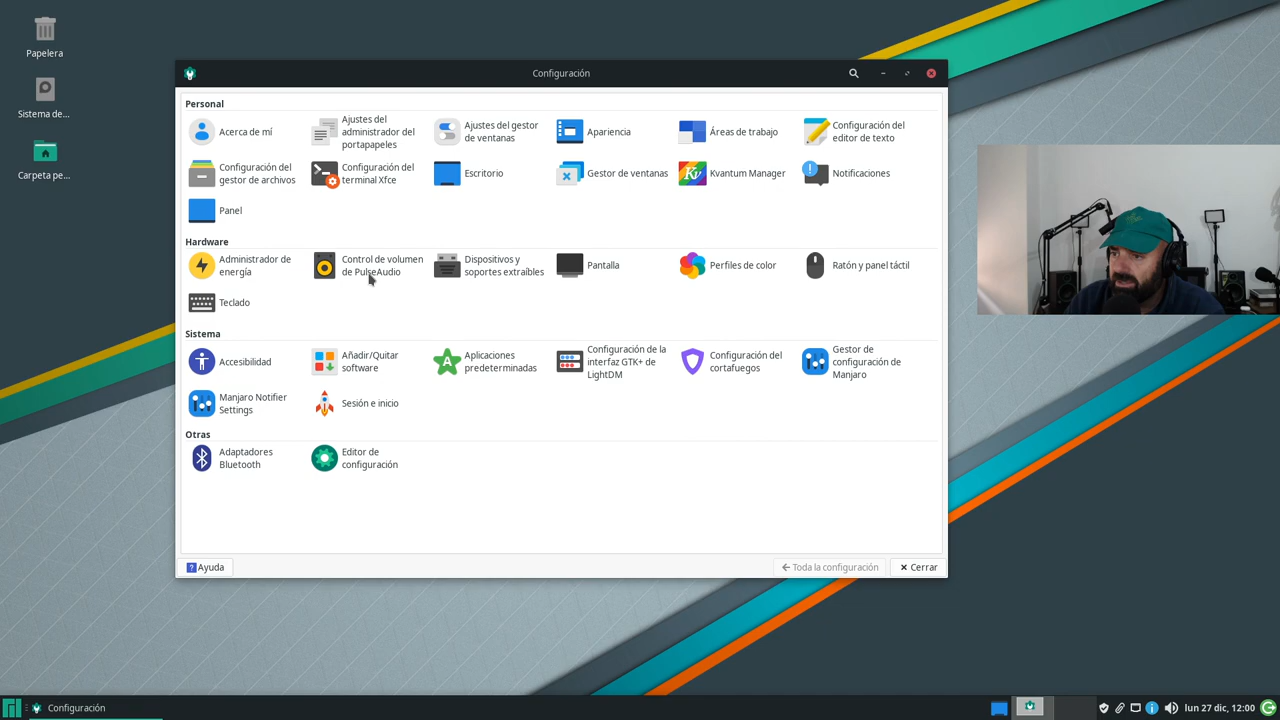 Papelera
Sistema de...
Carpeta pe...
Configuración
Personal
Acerca de mí
Ajustes del
administrador del
portapapeles
Ajustes del gestor
de ventanas
Apariencia
Áreas de trabajo
Configuración del
editor de texto
Configuración del
gestor de archivos
Configuración del
terminal Xfce
Escritorio
Gestor de ventanas
Kv
Kvantum Manager
Notificaciones
Panel
Hardware
Administrador de
energía
Control de volumen
de PulseAudio
Dispositivos y
soportes extraíbles
Pantalla
Perfiles de color
Ratón y panel táctil
Teclado
Sistema
Accesibilidad
Añadir/Quitar
software
Aplicaciones
predeterminadas
Configuración de la
interfaz GTK+ de
LightDM
Configuración del
cortafuegos
Gestor de
configuración de
Manjaro
Manjaro Notifier
Settings
Sesión e inicio
Otras
Adaptadores
Bluetooth
Editor de
configuración
Ayuda
Toda la configuración
Cerrar
Configuración
lun 27 dic, 12:00